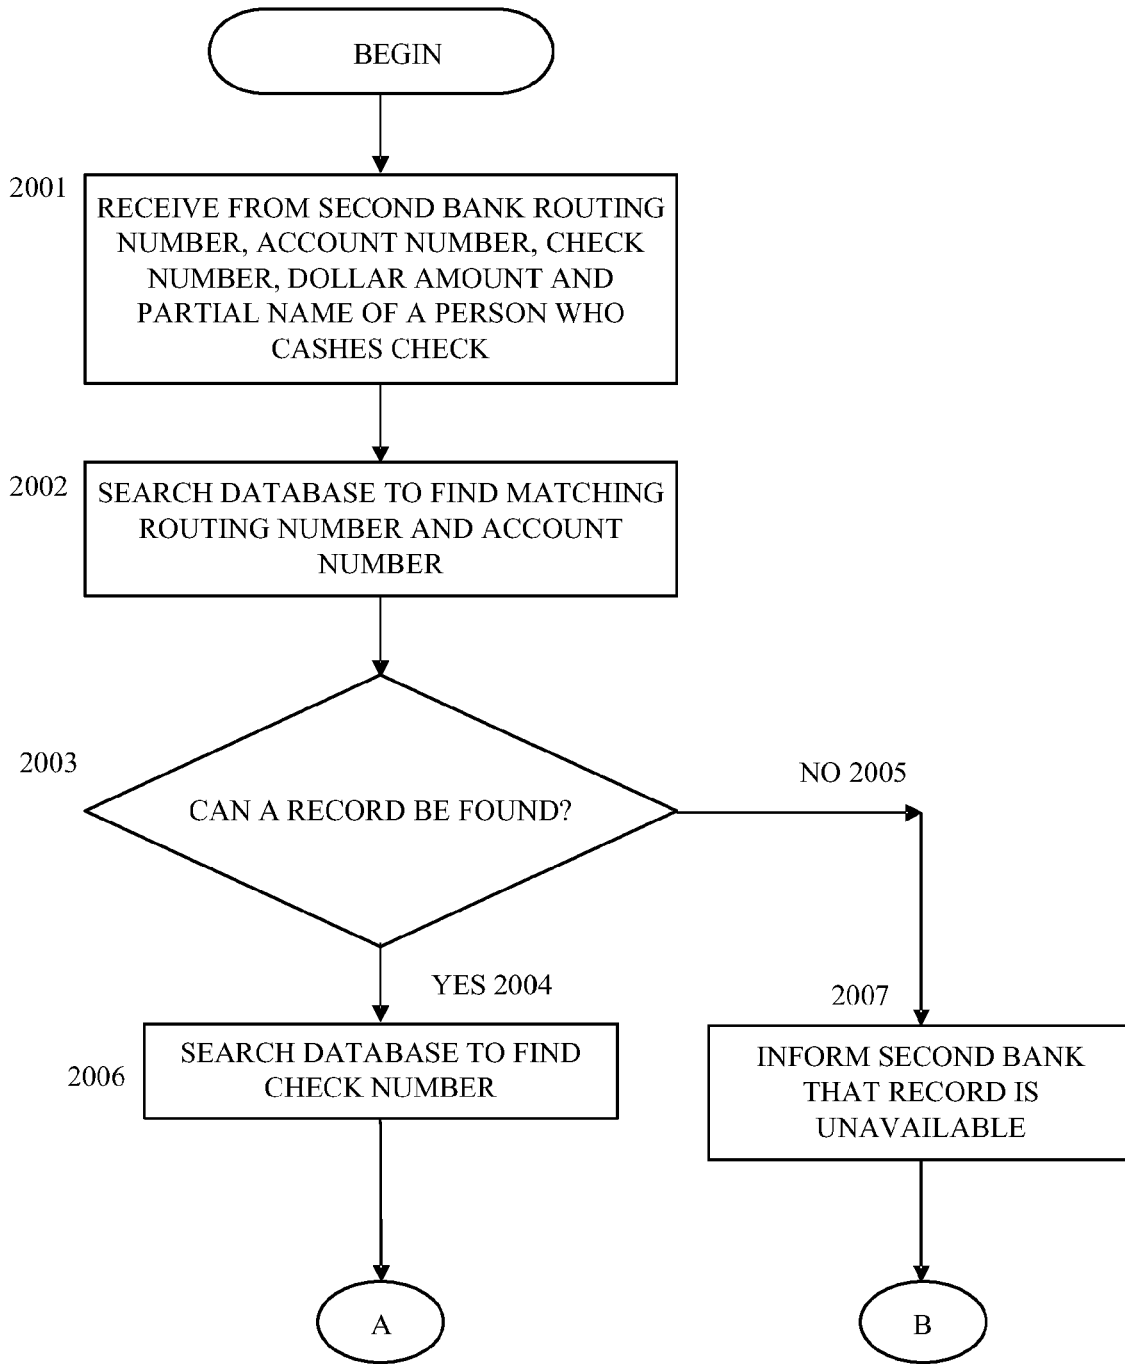 BEGIN
2001
RECEIVE FROM SECOND BANK ROUTING
NUMBER, ACCOUNT NUMBER, CHECK
NUMBER, DOLLAR AMOUNT AND
PARTIAL NAME OF A PERSON WHO
CASHES CHECK
2002
SEARCH DATABASE TO FIND MATCHING
ROUTING NUMBER AND ACCOUNT
NUMBER
2003
CAN A RECORD BE FOUND?
NO 2005
YES 2004
2006
SEARCH DATABASE TO FIND
CHECK NUMBER
2007
INFORM SECOND BANK
THAT RECORD IS
UNAVAILABLE
A
B